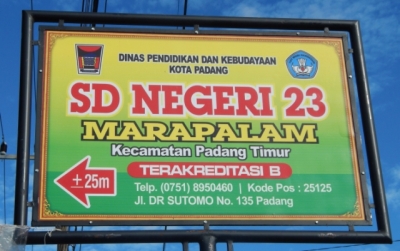 DINAS PENDIDIKAN DAN KEBUDAYAAN
KOTA PADANG
SD NEGERI 23
MARAPALAM
Kecamatan Padang Timur
TERAKREDITASI B
± 25m
Telp. (0751) 8950460 | Kode Pos : 25125
Jl. DR SUTOMO No. 135 Padang